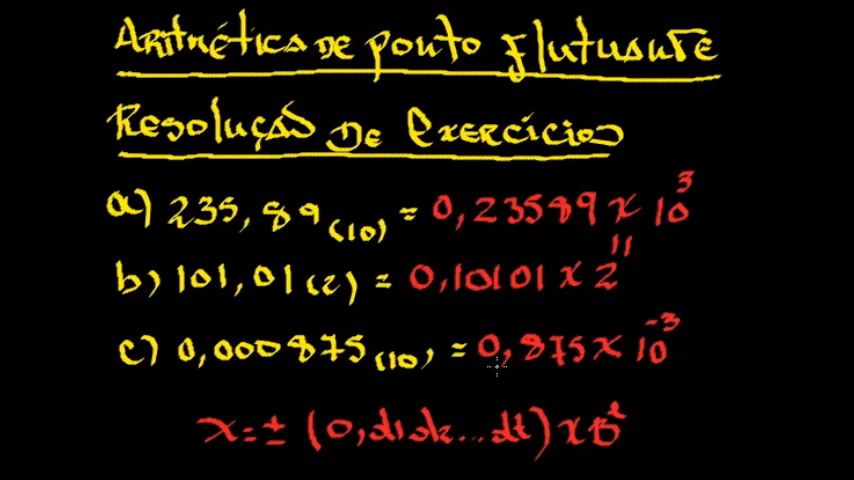 Aritmética de ponto flutuante
Resolução de Exercícios
a) 235,89(10) = 0,23589 x 10³
b) 101,01(2) = 0,10101 x 2¹¹
c) 0,000875(10) = 0,875 x 10⁻³
x = ± (0,d1d2...dt) x B